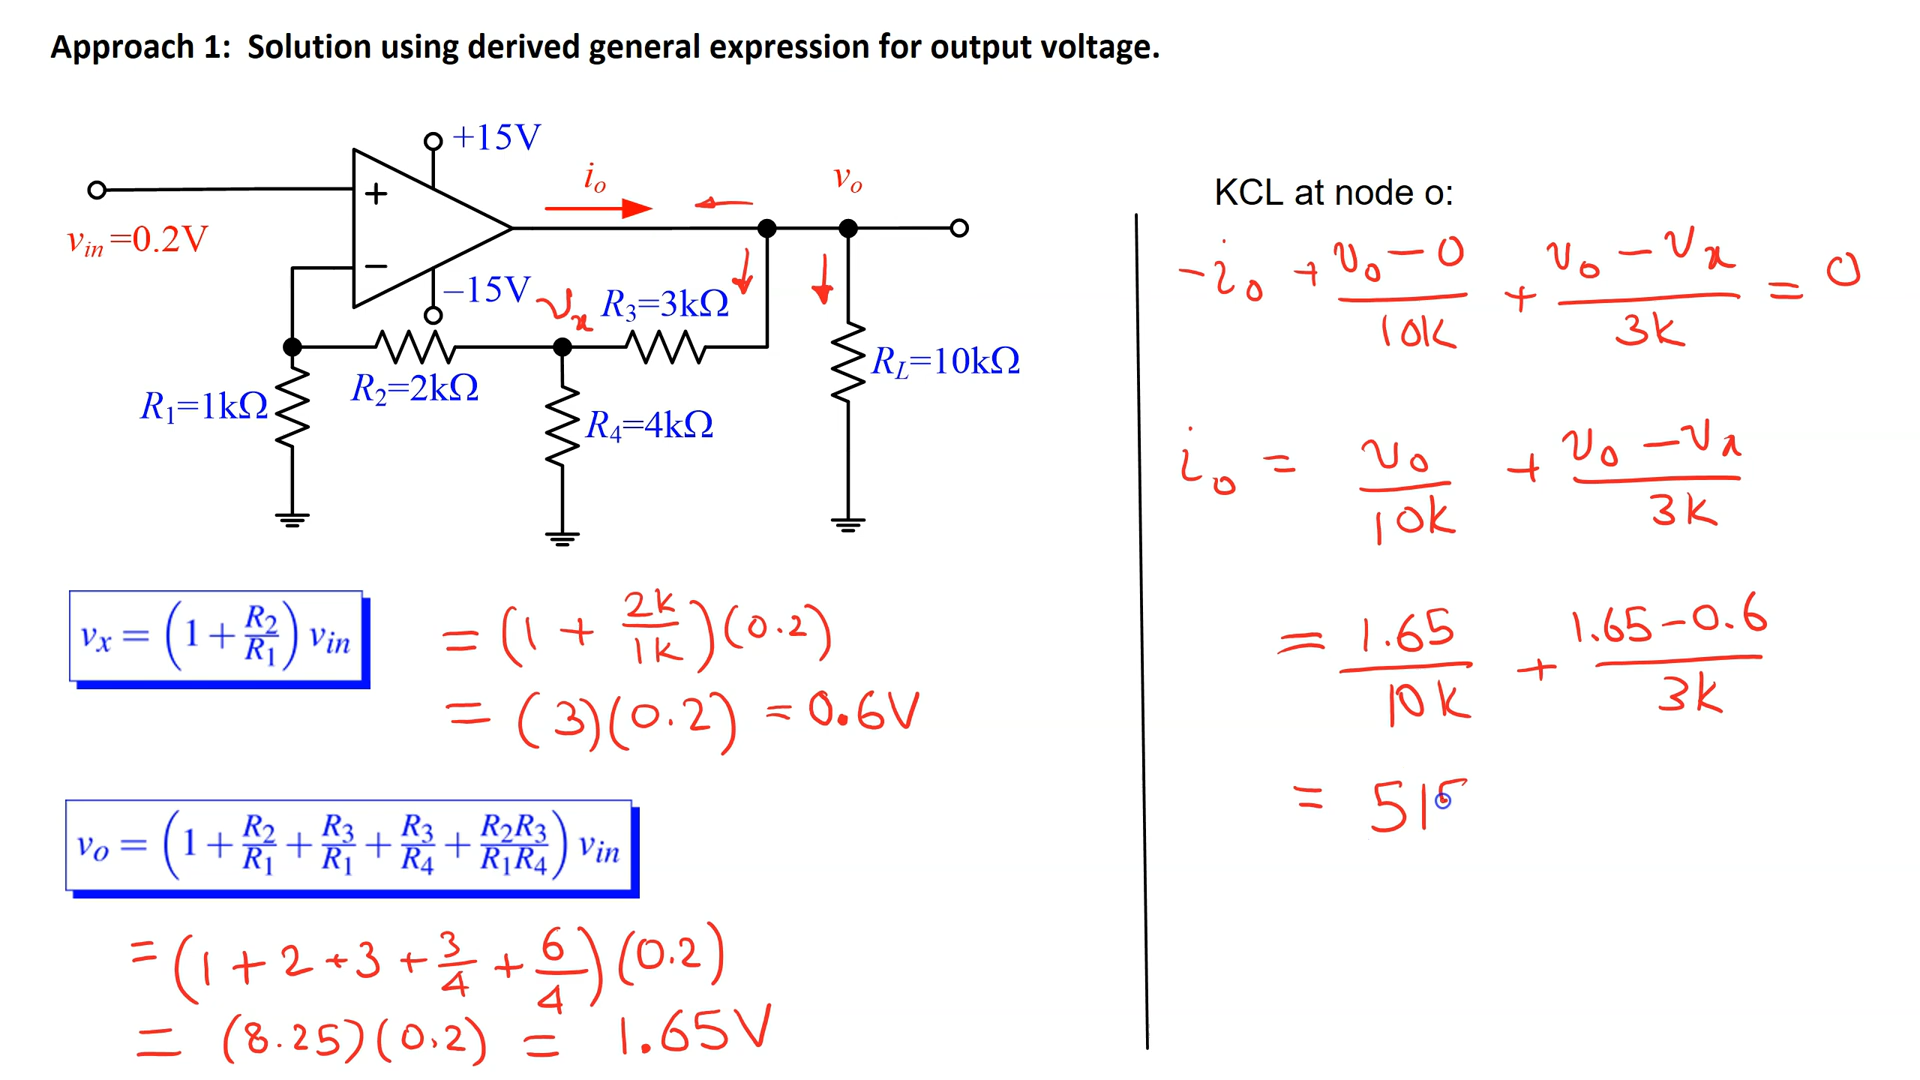 Approach 1: Solution using derived general expression for output voltage.
+15V
i_o
v_o
+
v_in=0.2V
−
−15V
v_x
R_3=3kΩ
R_1=1kΩ
R_2=2kΩ
R_4=4kΩ
R_L=10kΩ
v_x = (1 + R_2/R_1) v_in
= (1 + 2k/1k)(0.2)
= (3)(0.2) = 0.6V
v_o = (1 + R_2/R_1 + R_3/R_1 + R_3/R_4 + R_2R_3/R_1R_4) v_in
= (1 + 2 + 3 + 3/4 + 6/4)(0.2)
= (8.25)(0.2) = 1.65V
KCL at node o:
-i_o + (v_o - 0)/10k + (v_o - v_x)/3k = 0
i_o = v_o/10k + (v_o - v_x)/3k
= 1.65/10k + (1.65-0.6)/3k
= 515